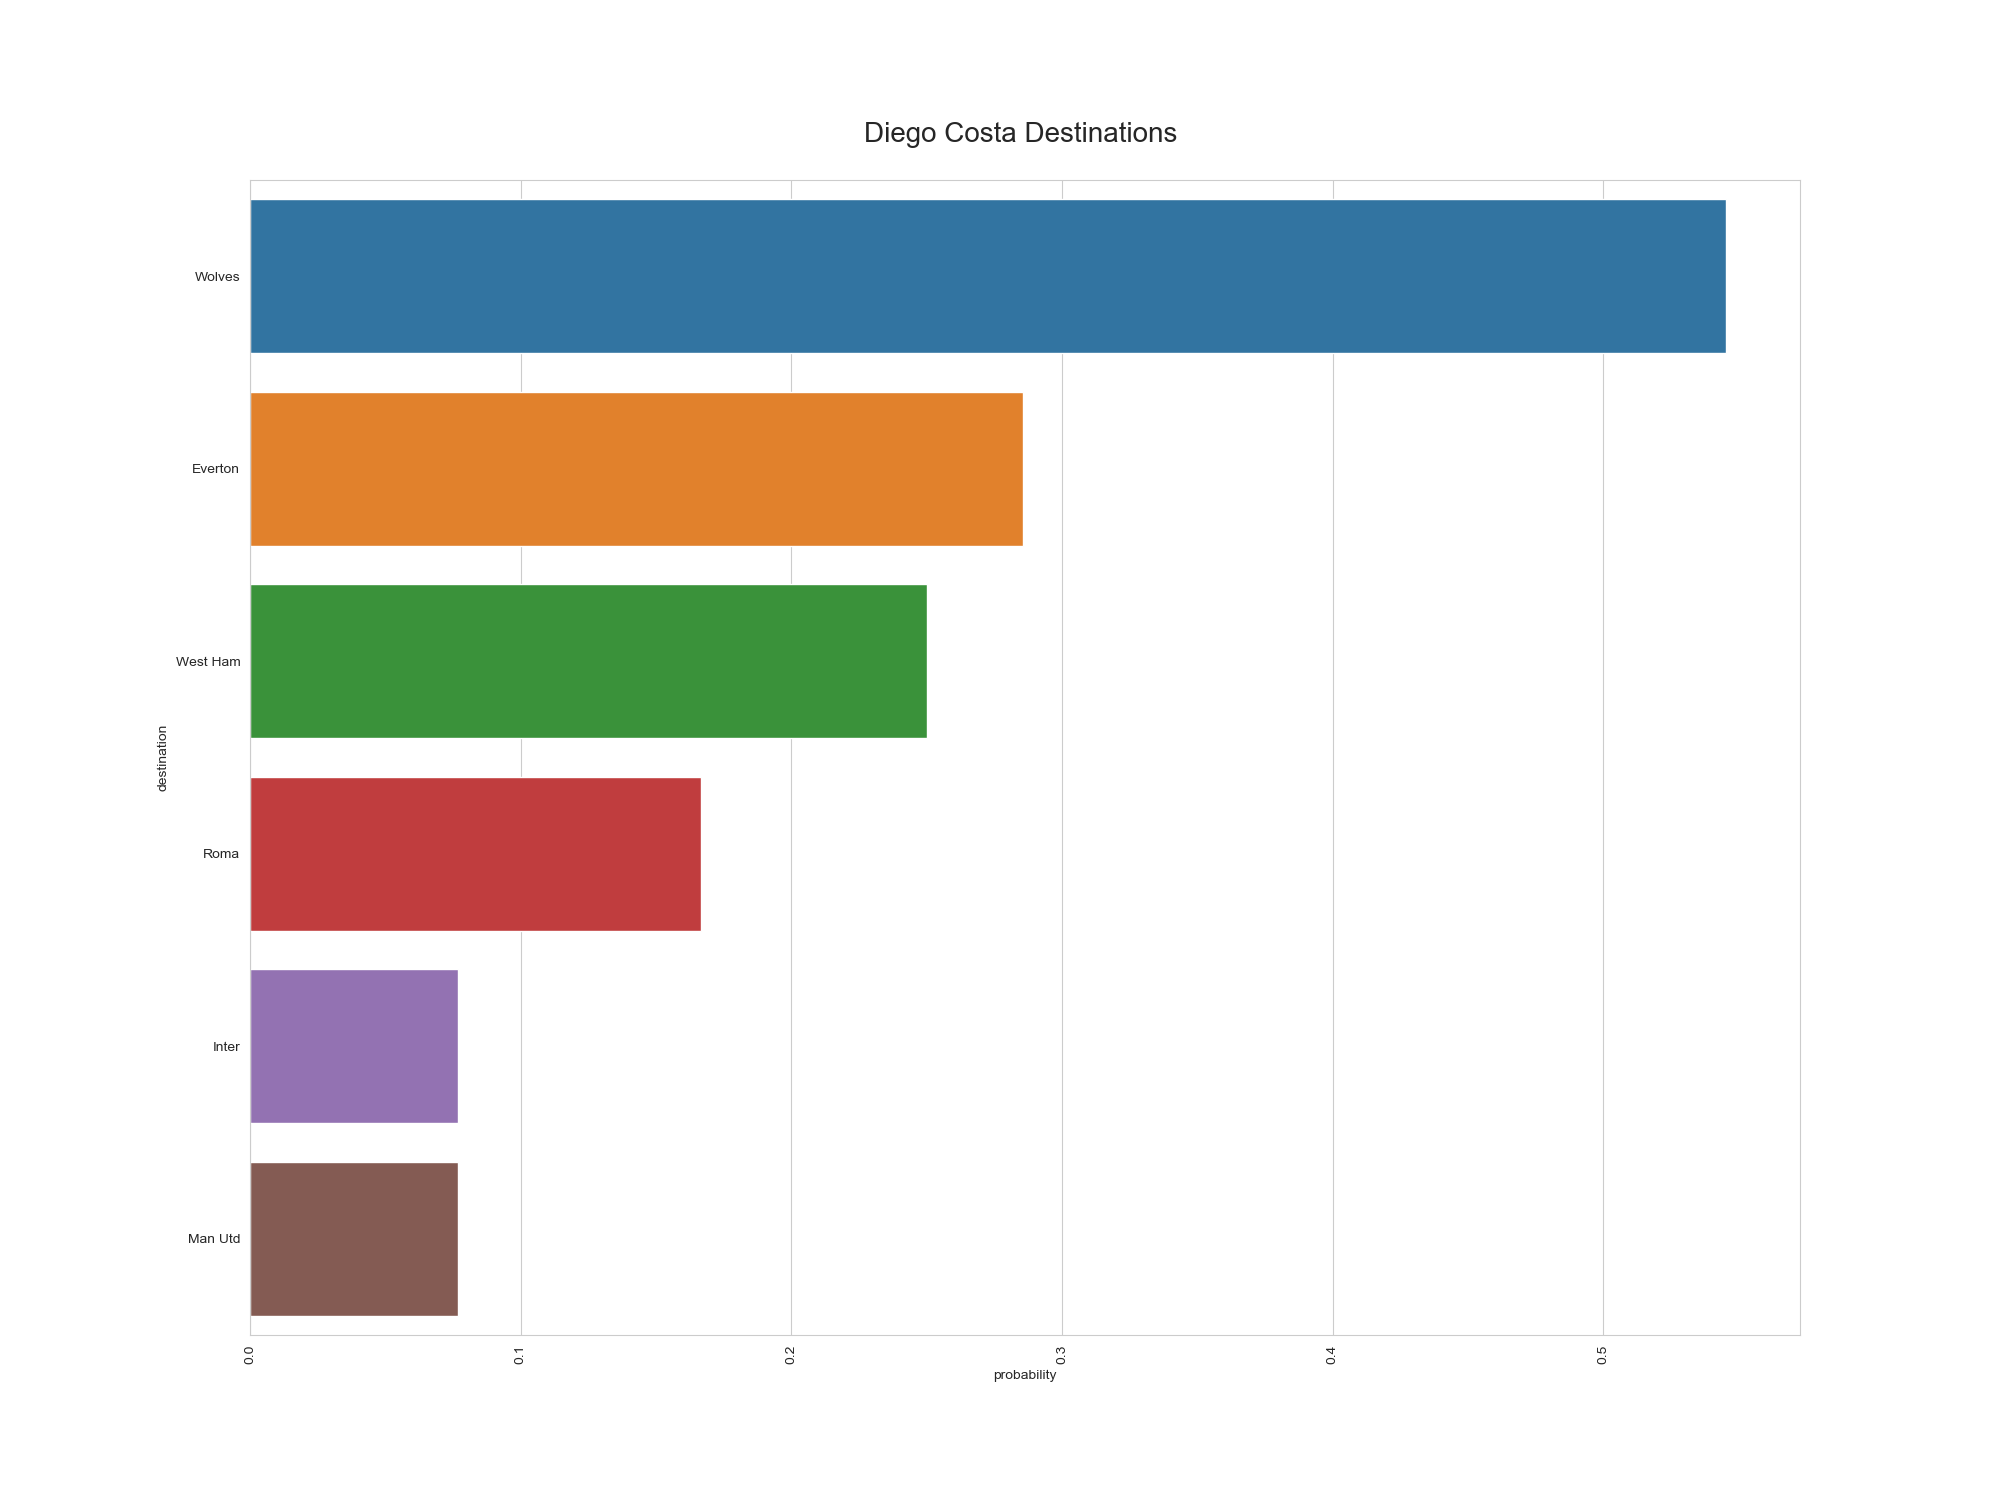 Diego Costa Destinations
destination
Wolves
Everton
West Ham
Roma
Inter
Man Utd
0.0
0.1
0.2
0.3
0.4
0.5
probability